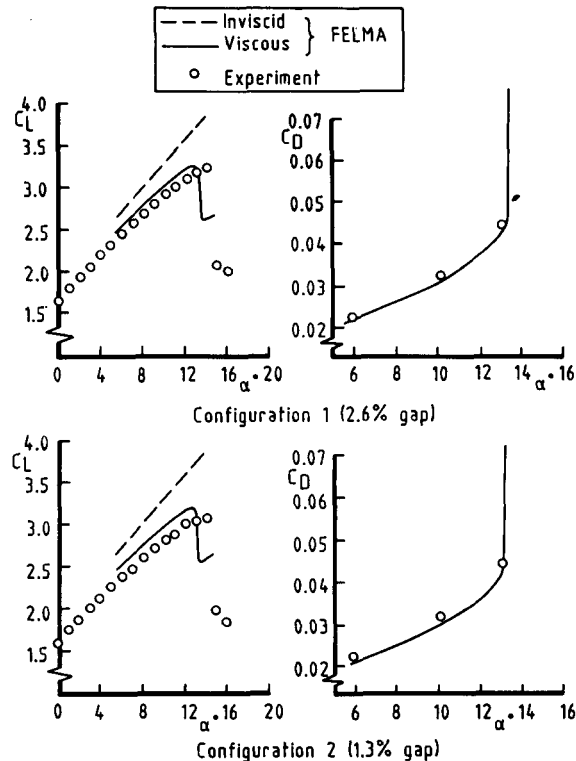 Inviscid
Viscous
FELMA
Experiment
4.0
C_L
3.5
3.0
2.5
2.0
1.5
0 4 8 12 16 20
α°
0.07
C_D
0.06
0.05
0.04
0.03
0.02
6 8 10 12 14 16
α°
Configuration 1 (2.6% gap)
4.0
C_L
3.5
3.0
2.5
2.0
1.5
0 4 8 12 16 20
α°
0.07
C_D
0.06
0.05
0.04
0.03
0.02
6 8 10 12 14 16
α°
Configuration 2 (1.3% gap)